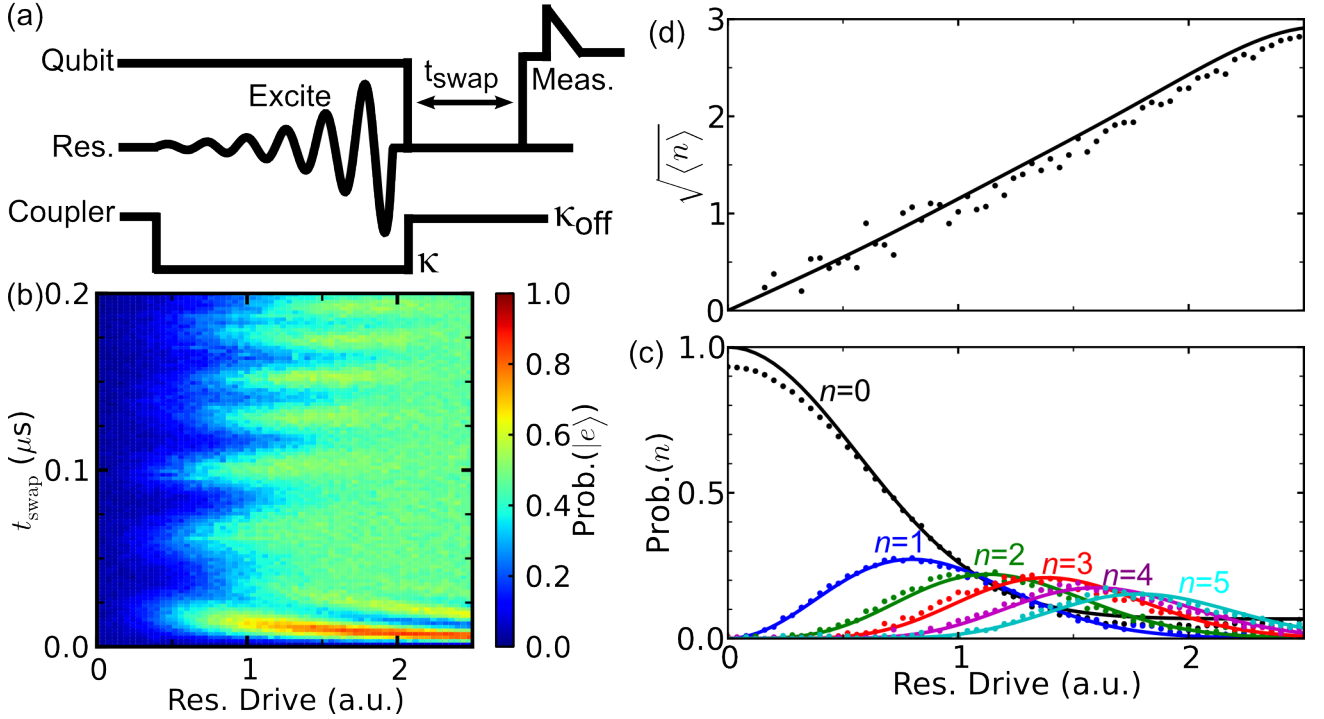 (a)
Qubit
Excite
t_swap
Meas.
Res.
Coupler
κ_off
κ
(b)
0.2
0.1
0.0
t_swap (μs)
0 1 2
Res. Drive (a.u.)
1.0
0.8
0.6
0.4
0.2
0.0
Prob.(|e⟩)
(d)
3
2
1
0
√⟨n⟩
(c)
1.0
0.5
0.0
Prob.(n)
n=0
n=1
n=2
n=3
n=4
n=5
0 1 2
Res. Drive (a.u.)